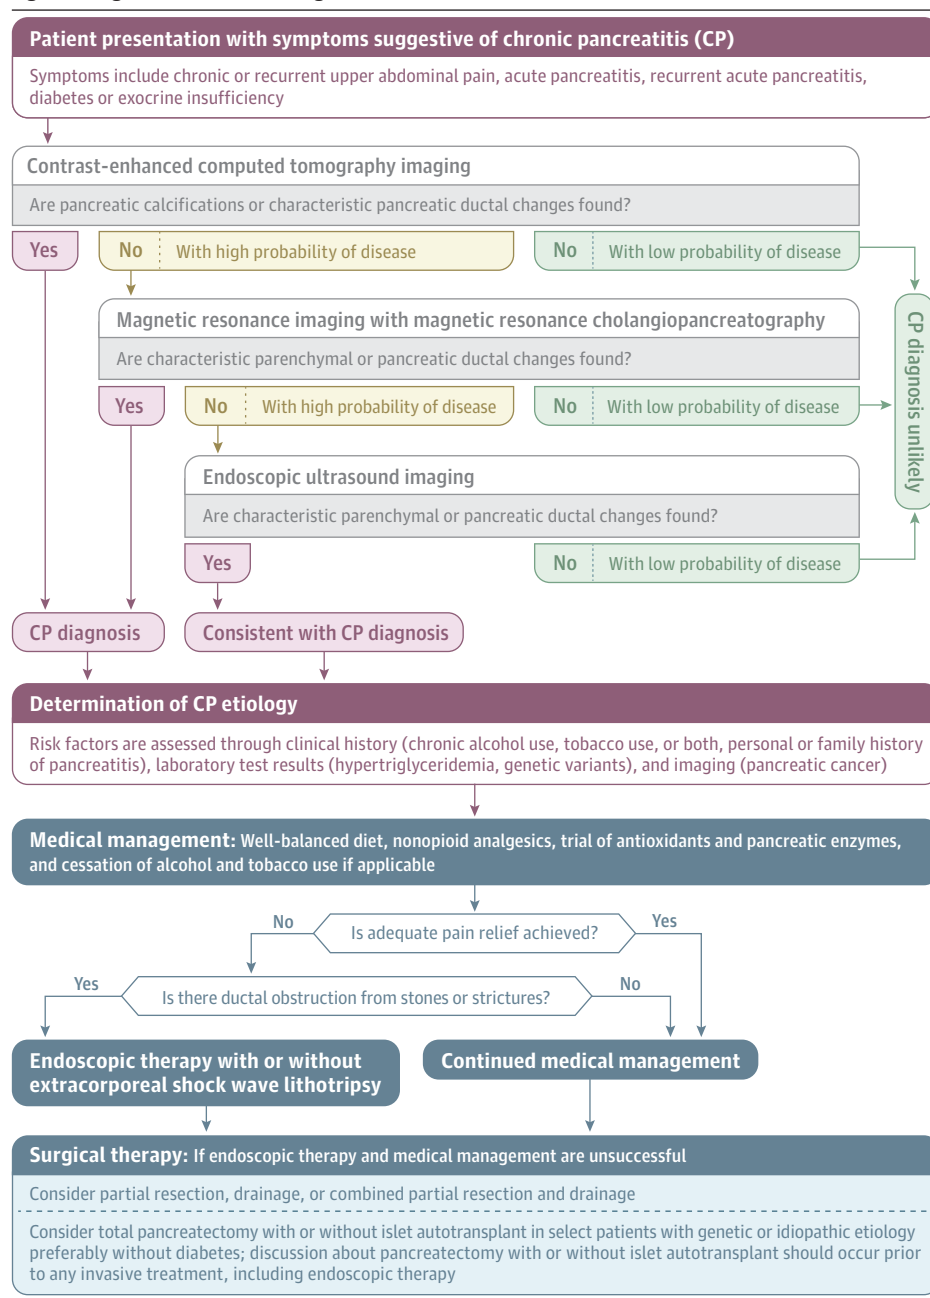 Patient presentation with symptoms suggestive of chronic pancreatitis (CP)
Symptoms include chronic or recurrent upper abdominal pain, acute pancreatitis, recurrent acute pancreatitis,
diabetes or exocrine insufficiency
Contrast-enhanced computed tomography imaging
Are pancreatic calcifications or characteristic pancreatic ductal changes found?
Yes
No
With high probability of disease
No
With low probability of disease
Magnetic resonance imaging with magnetic resonance cholangiopancreatography
Are characteristic parenchymal or pancreatic ductal changes found?
Yes
No
With high probability of disease
No
With low probability of disease
CP diagnosis unlikely
Endoscopic ultrasound imaging
Are characteristic parenchymal or pancreatic ductal changes found?
Yes
No
With low probability of disease
CP diagnosis
Consistent with CP diagnosis
Determination of CP etiology
Risk factors are assessed through clinical history (chronic alcohol use, tobacco use, or both, personal or family history
of pancreatitis), laboratory test results (hypertriglyceridemia, genetic variants), and imaging (pancreatic cancer)
Medical management: Well-balanced diet, nonopioid analgesics, trial of antioxidants and pancreatic enzymes,
and cessation of alcohol and tobacco use if applicable
No
Is adequate pain relief achieved?
Yes
Yes
Is there ductal obstruction from stones or strictures?
No
Endoscopic therapy with or without
extracorporeal shock wave lithotripsy
Continued medical management
Surgical therapy: If endoscopic therapy and medical management are unsuccessful
Consider partial resection, drainage, or combined partial resection and drainage
Consider total pancreatectomy with or without islet autotransplant in select patients with genetic or idiopathic etiology
preferably without diabetes; discussion about pancreatectomy with or without islet autotransplant should occur prior
to any invasive treatment, including endoscopic therapy